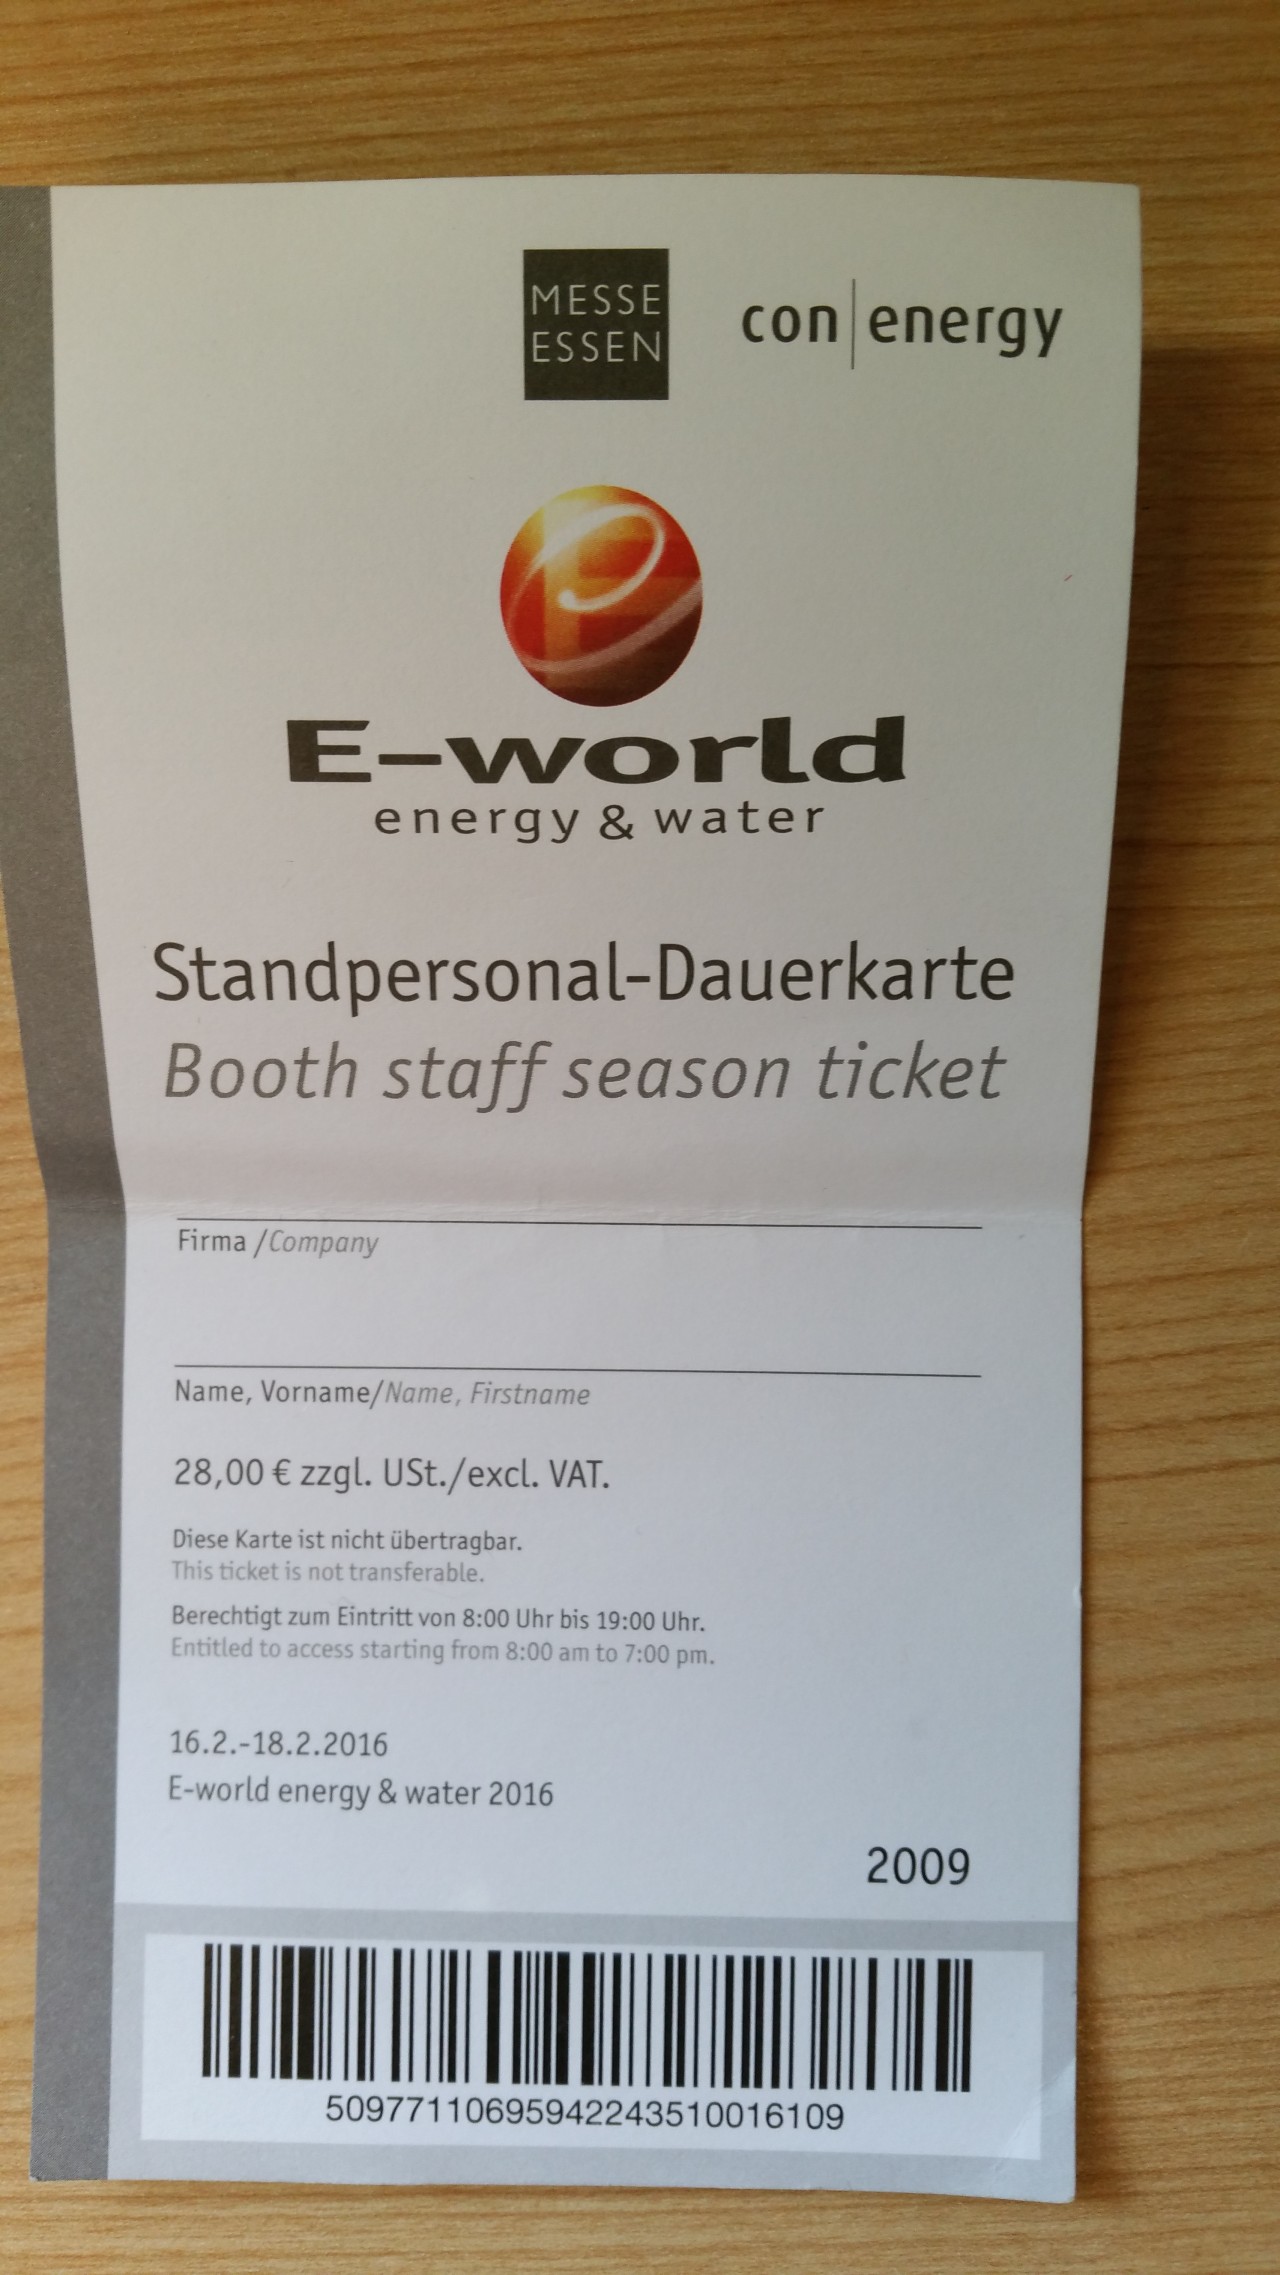 MESSE
ESSEN
con|energy
E-world
energy & water
Standpersonal-Dauerkarte
Booth staff season ticket
Firma /Company
Name, Vorname/Name, Firstname
28,00 € zzgl. USt./excl. VAT.
Diese Karte ist nicht übertragbar.
This ticket is not transferable.
Berechtigt zum Eintritt von 8:00 Uhr bis 19:00 Uhr.
Entitled to access starting from 8:00 am to 7:00 pm.
16.2.-18.2.2016
E-world energy & water 2016
2009
50977110695942243510016109